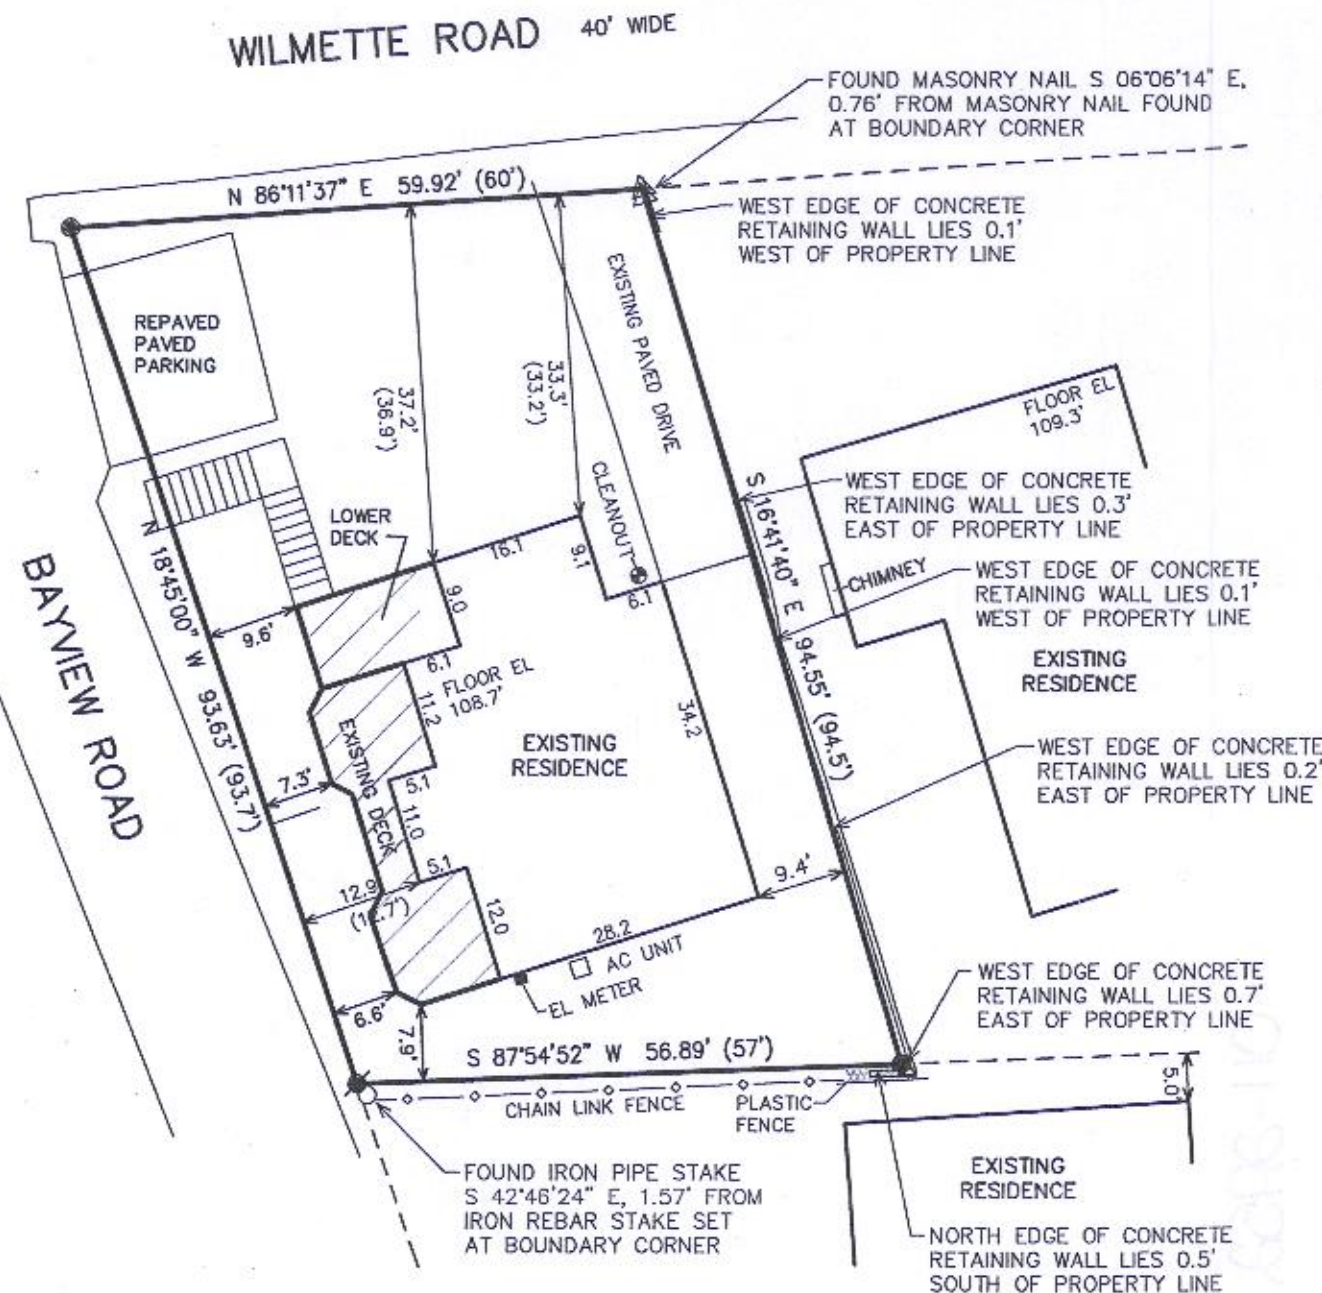 WILMETTE ROAD 40' WIDE
FOUND MASONRY NAIL S 06°06'14" E,
0.76' FROM MASONRY NAIL FOUND
AT BOUNDARY CORNER
N 86°11'37" E 59.92' (60')
WEST EDGE OF CONCRETE
RETAINING WALL LIES 0.1'
WEST OF PROPERTY LINE
EXISTING PAVED DRIVE
REPAVED
PAVED
PARKING
37.2'
(36.9')
33.3'
(33.2')
FLOOR EL
109.3'
CLEANOUT
S 16°41'40" E 94.55' (94.5')
WEST EDGE OF CONCRETE
RETAINING WALL LIES 0.3'
EAST OF PROPERTY LINE
LOWER
DECK
16.1
9.1
6.1
CHIMNEY
WEST EDGE OF CONCRETE
RETAINING WALL LIES 0.1'
WEST OF PROPERTY LINE
N 18°45'00" W 93.63' (93.7')
BAYVIEW ROAD
9.6'
9.0
6.1
FLOOR EL
108.7'
11.2
EXISTING
RESIDENCE
34.2
EXISTING
RESIDENCE
EXISTING DECK
7.3'
5.1
11.0
5.1
WEST EDGE OF CONCRETE
RETAINING WALL LIES 0.2'
EAST OF PROPERTY LINE
12.9
12.0
9.4'
28.2
AC UNIT
EL METER
6.6'
7.9'
WEST EDGE OF CONCRETE
RETAINING WALL LIES 0.7'
EAST OF PROPERTY LINE
S 87°54'52" W 56.89' (57')
5.0'
CHAIN LINK FENCE
PLASTIC
FENCE
FOUND IRON PIPE STAKE
S 42°46'24" E, 1.57' FROM
IRON REBAR STAKE SET
AT BOUNDARY CORNER
EXISTING
RESIDENCE
NORTH EDGE OF CONCRETE
RETAINING WALL LIES 0.5'
SOUTH OF PROPERTY LINE